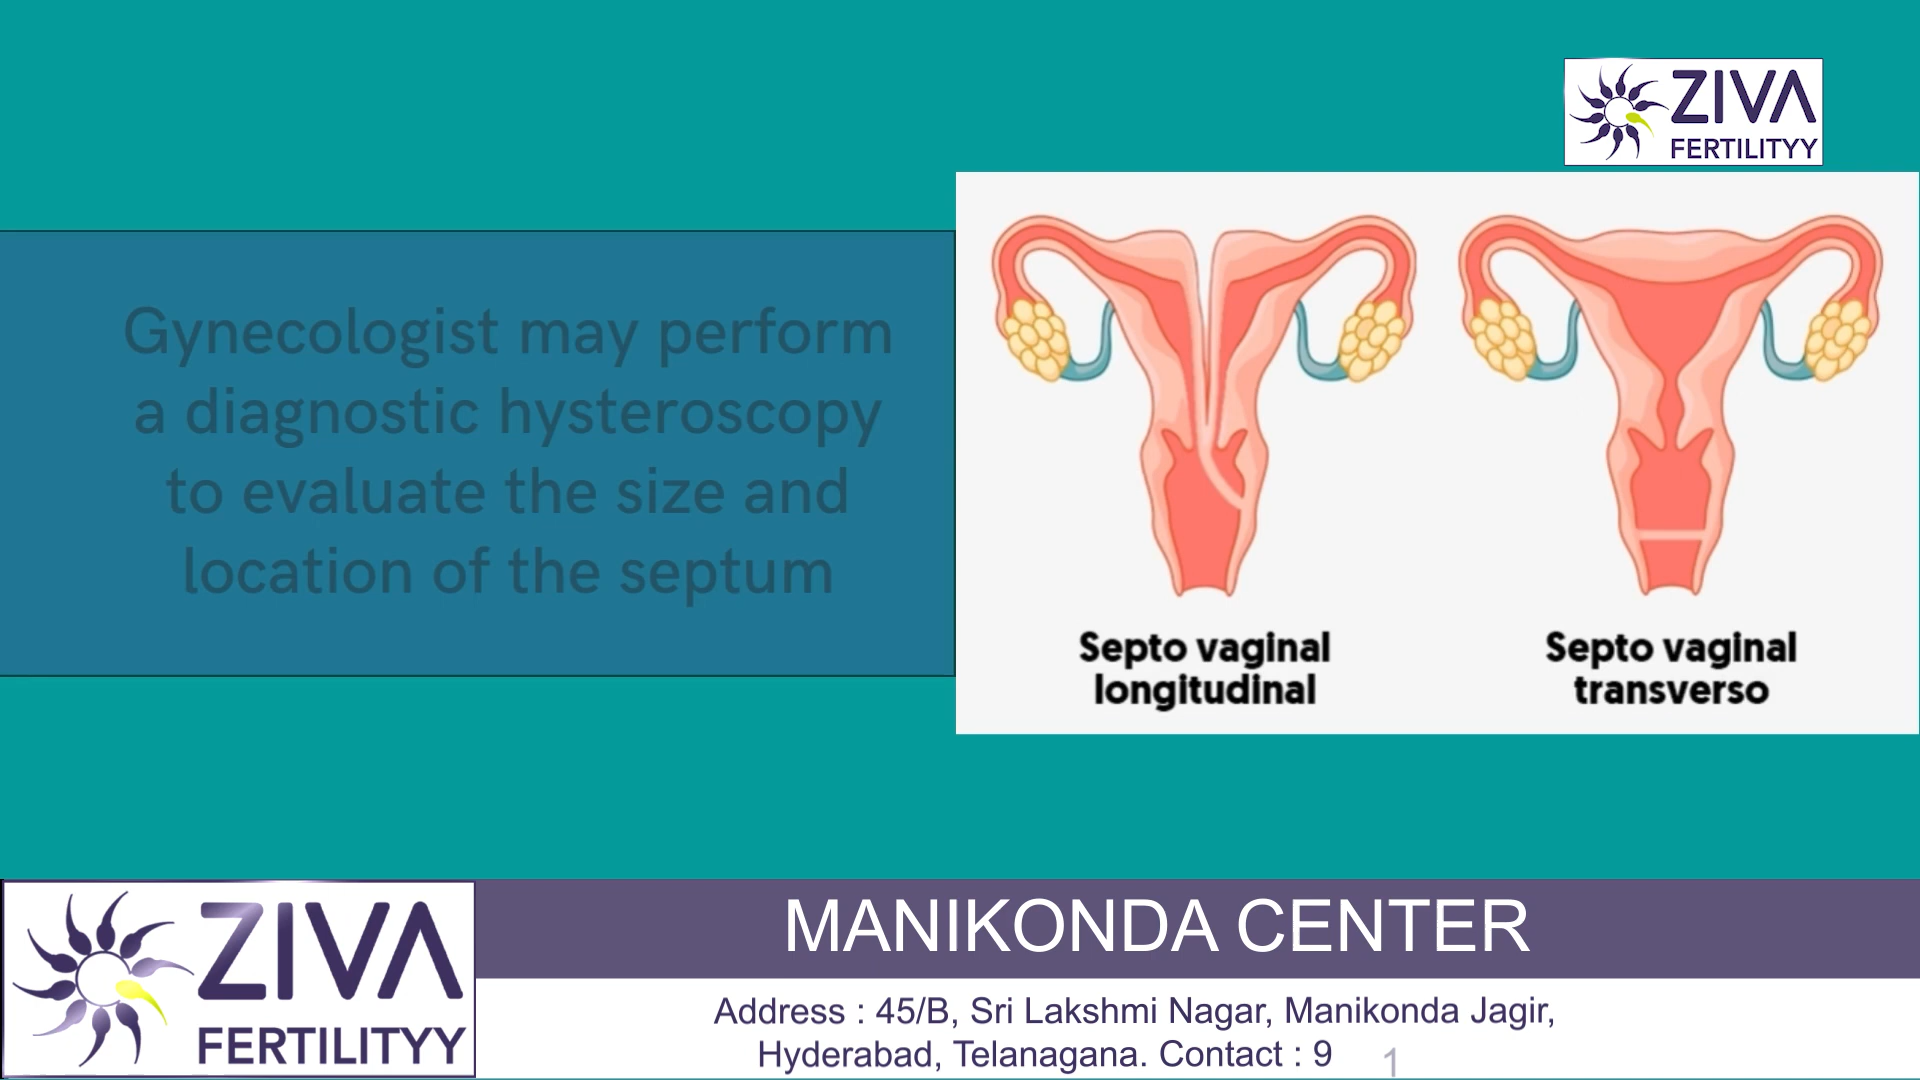 ZIVA
FERTILITYY
Gynecologist may perform
a diagnostic hysteroscopy
to evaluate the size and
location of the septum
Septo vaginal
longitudinal
Septo vaginal
transverso
ZIVA
FERTILITYY
MANIKONDA CENTER
Address : 45/B, Sri Lakshmi Nagar, Manikonda Jagir,
Hyderabad, Telanagana. Contact : 9 1